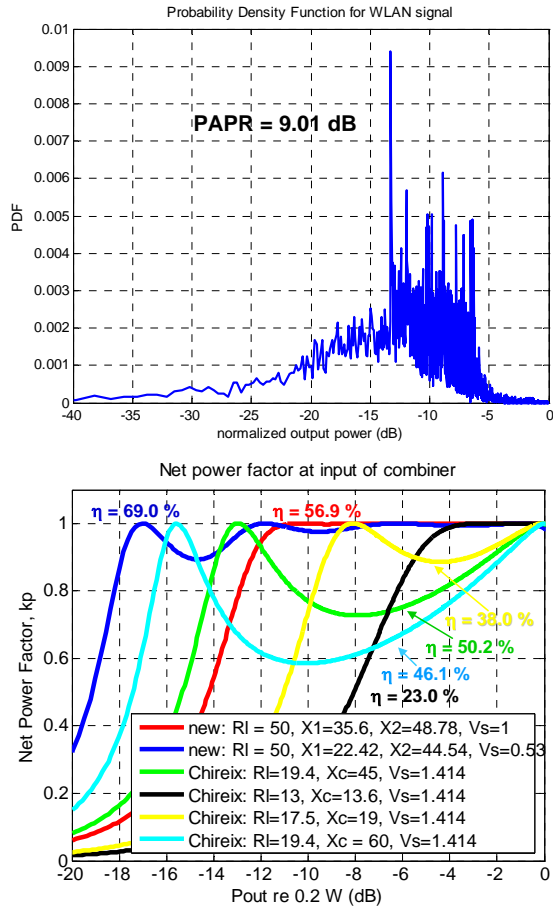 Probability Density Function for WLAN signal
0.01
0.009
0.008
0.007
0.006
0.005
0.004
0.003
0.002
0.001
0
PDF
PAPR = 9.01 dB
-40 -35 -30 -25 -20 -15 -10 -5 0
normalized output power (dB)
Net power factor at input of combiner
η = 69.0 %
η = 56.9 %
1
0.8
0.6
0.4
0.2
0
Net Power Factor, kp
η = 38.0 %
η = 50.2 %
η = 46.1 %
η = 23.0 %
new: Rl = 50, X1=35.6, X2=48.78, Vs=1
new: Rl = 50, X1=22.42, X2=44.54, Vs=0.53
Chireix: Rl=19.4, Xc=45, Vs=1.414
Chireix: Rl=13, Xc=13.6, Vs=1.414
Chireix: Rl=17.5, Xc=19, Vs=1.414
Chireix: Rl=19.4, Xc = 60, Vs=1.414
-20 -18 -16 -14 -12 -10 -8 -6 -4 -2 0
Pout re 0.2 W (dB)